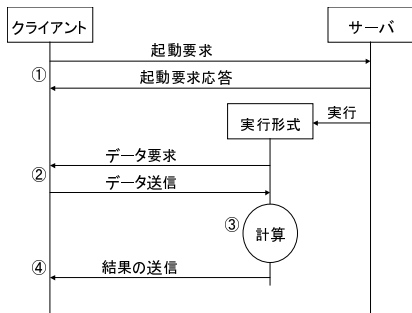 クライアント
サーバ
起動要求
①
起動要求応答
実行
実行形式
データ要求
②
データ送信
③
計算
④
結果の送信